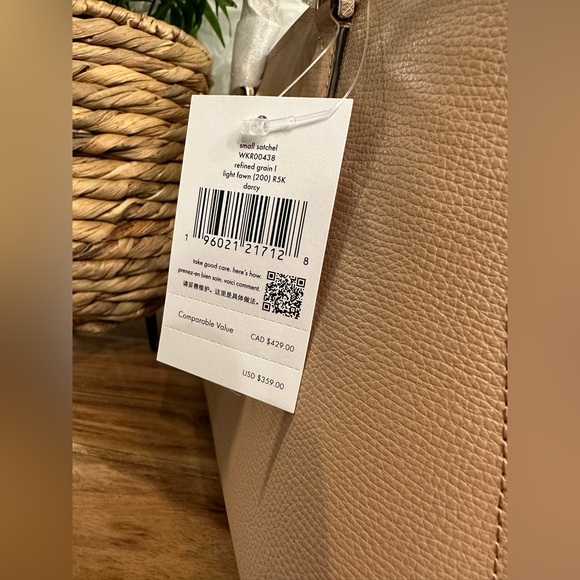 small satchel
WKR00438
refined grain l
light fawn (200) R5K
darcy
1 96021 21712 8
take good care. here's how.
prenez-en bien soin. voici comment.
请妥善维护。这里是具体做法。
Comparable Value CAD $429.00
USD $359.00